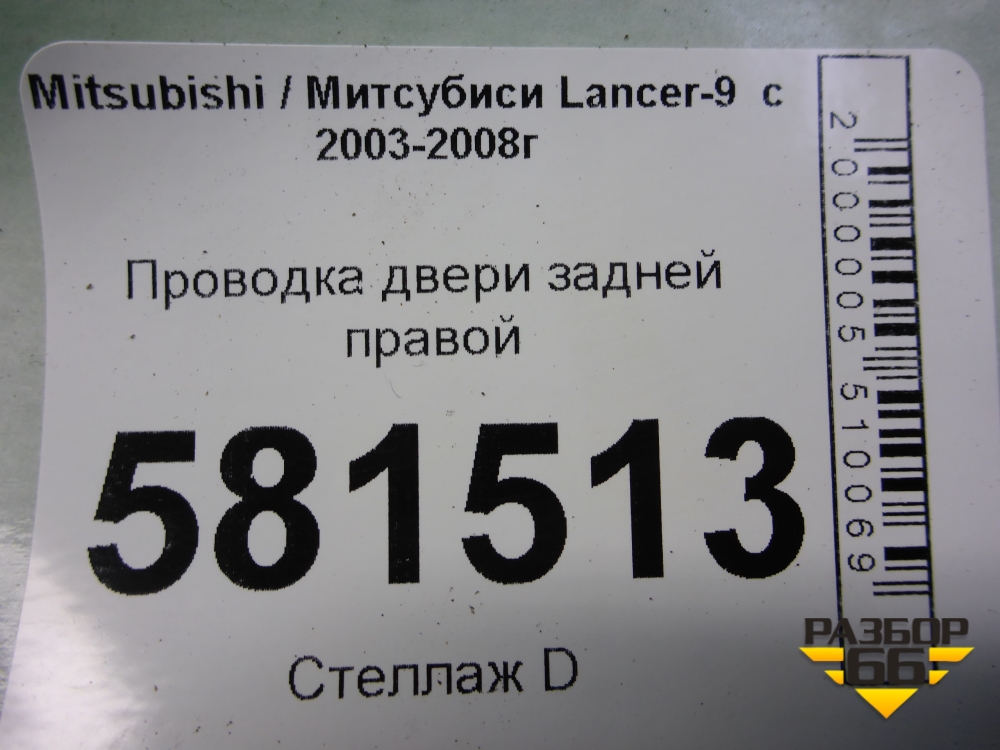 Mitsubishi / Митсубиси Lancer-9 с
2003-2008г
Проводка двери задней
правой
581513
Стеллаж D
2000005510069
РАЗБОР
66